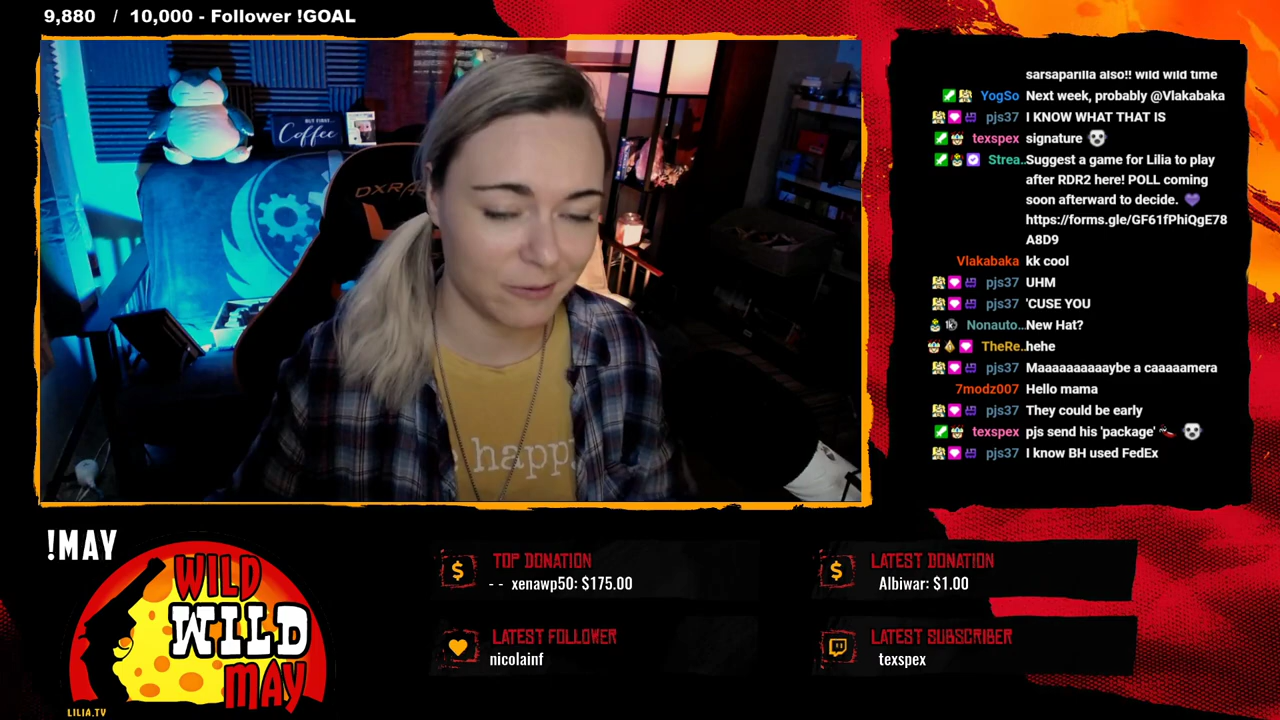 9,880 / 10,000 - Follower !GOAL
BUT FIRST,
Coffee
DXRA
happ
sarsaparilla also!! wild wild time
YogSo Next week, probably @Vlakabaka
pjs37 I KNOW WHAT THAT IS
texspex signature
Strea.. Suggest a game for Lilia to play
after RDR2 here! POLL coming
soon afterward to decide.
https://forms.gle/GF61fPhiQgE78
A8D9
Vlakabaka kk cool
pjs37 UHM
pjs37 'CUSE YOU
Nonauto.. New Hat?
TheRe.. hehe
pjs37 Maaaaaaaaaaybe a caaaaamera
7modz007 Hello mama
pjs37 They could be early
texspex pjs send his 'package'
pjs37 I know BH used FedEx
!MAY
WILD
WILD
MAY
LILIA.TV
TOP DONATION
- - xenawp50: $175.00
LATEST DONATION
Albiwar: $1.00
LATEST FOLLOWER
nicolainf
LATEST SUBSCRIBER
texspex